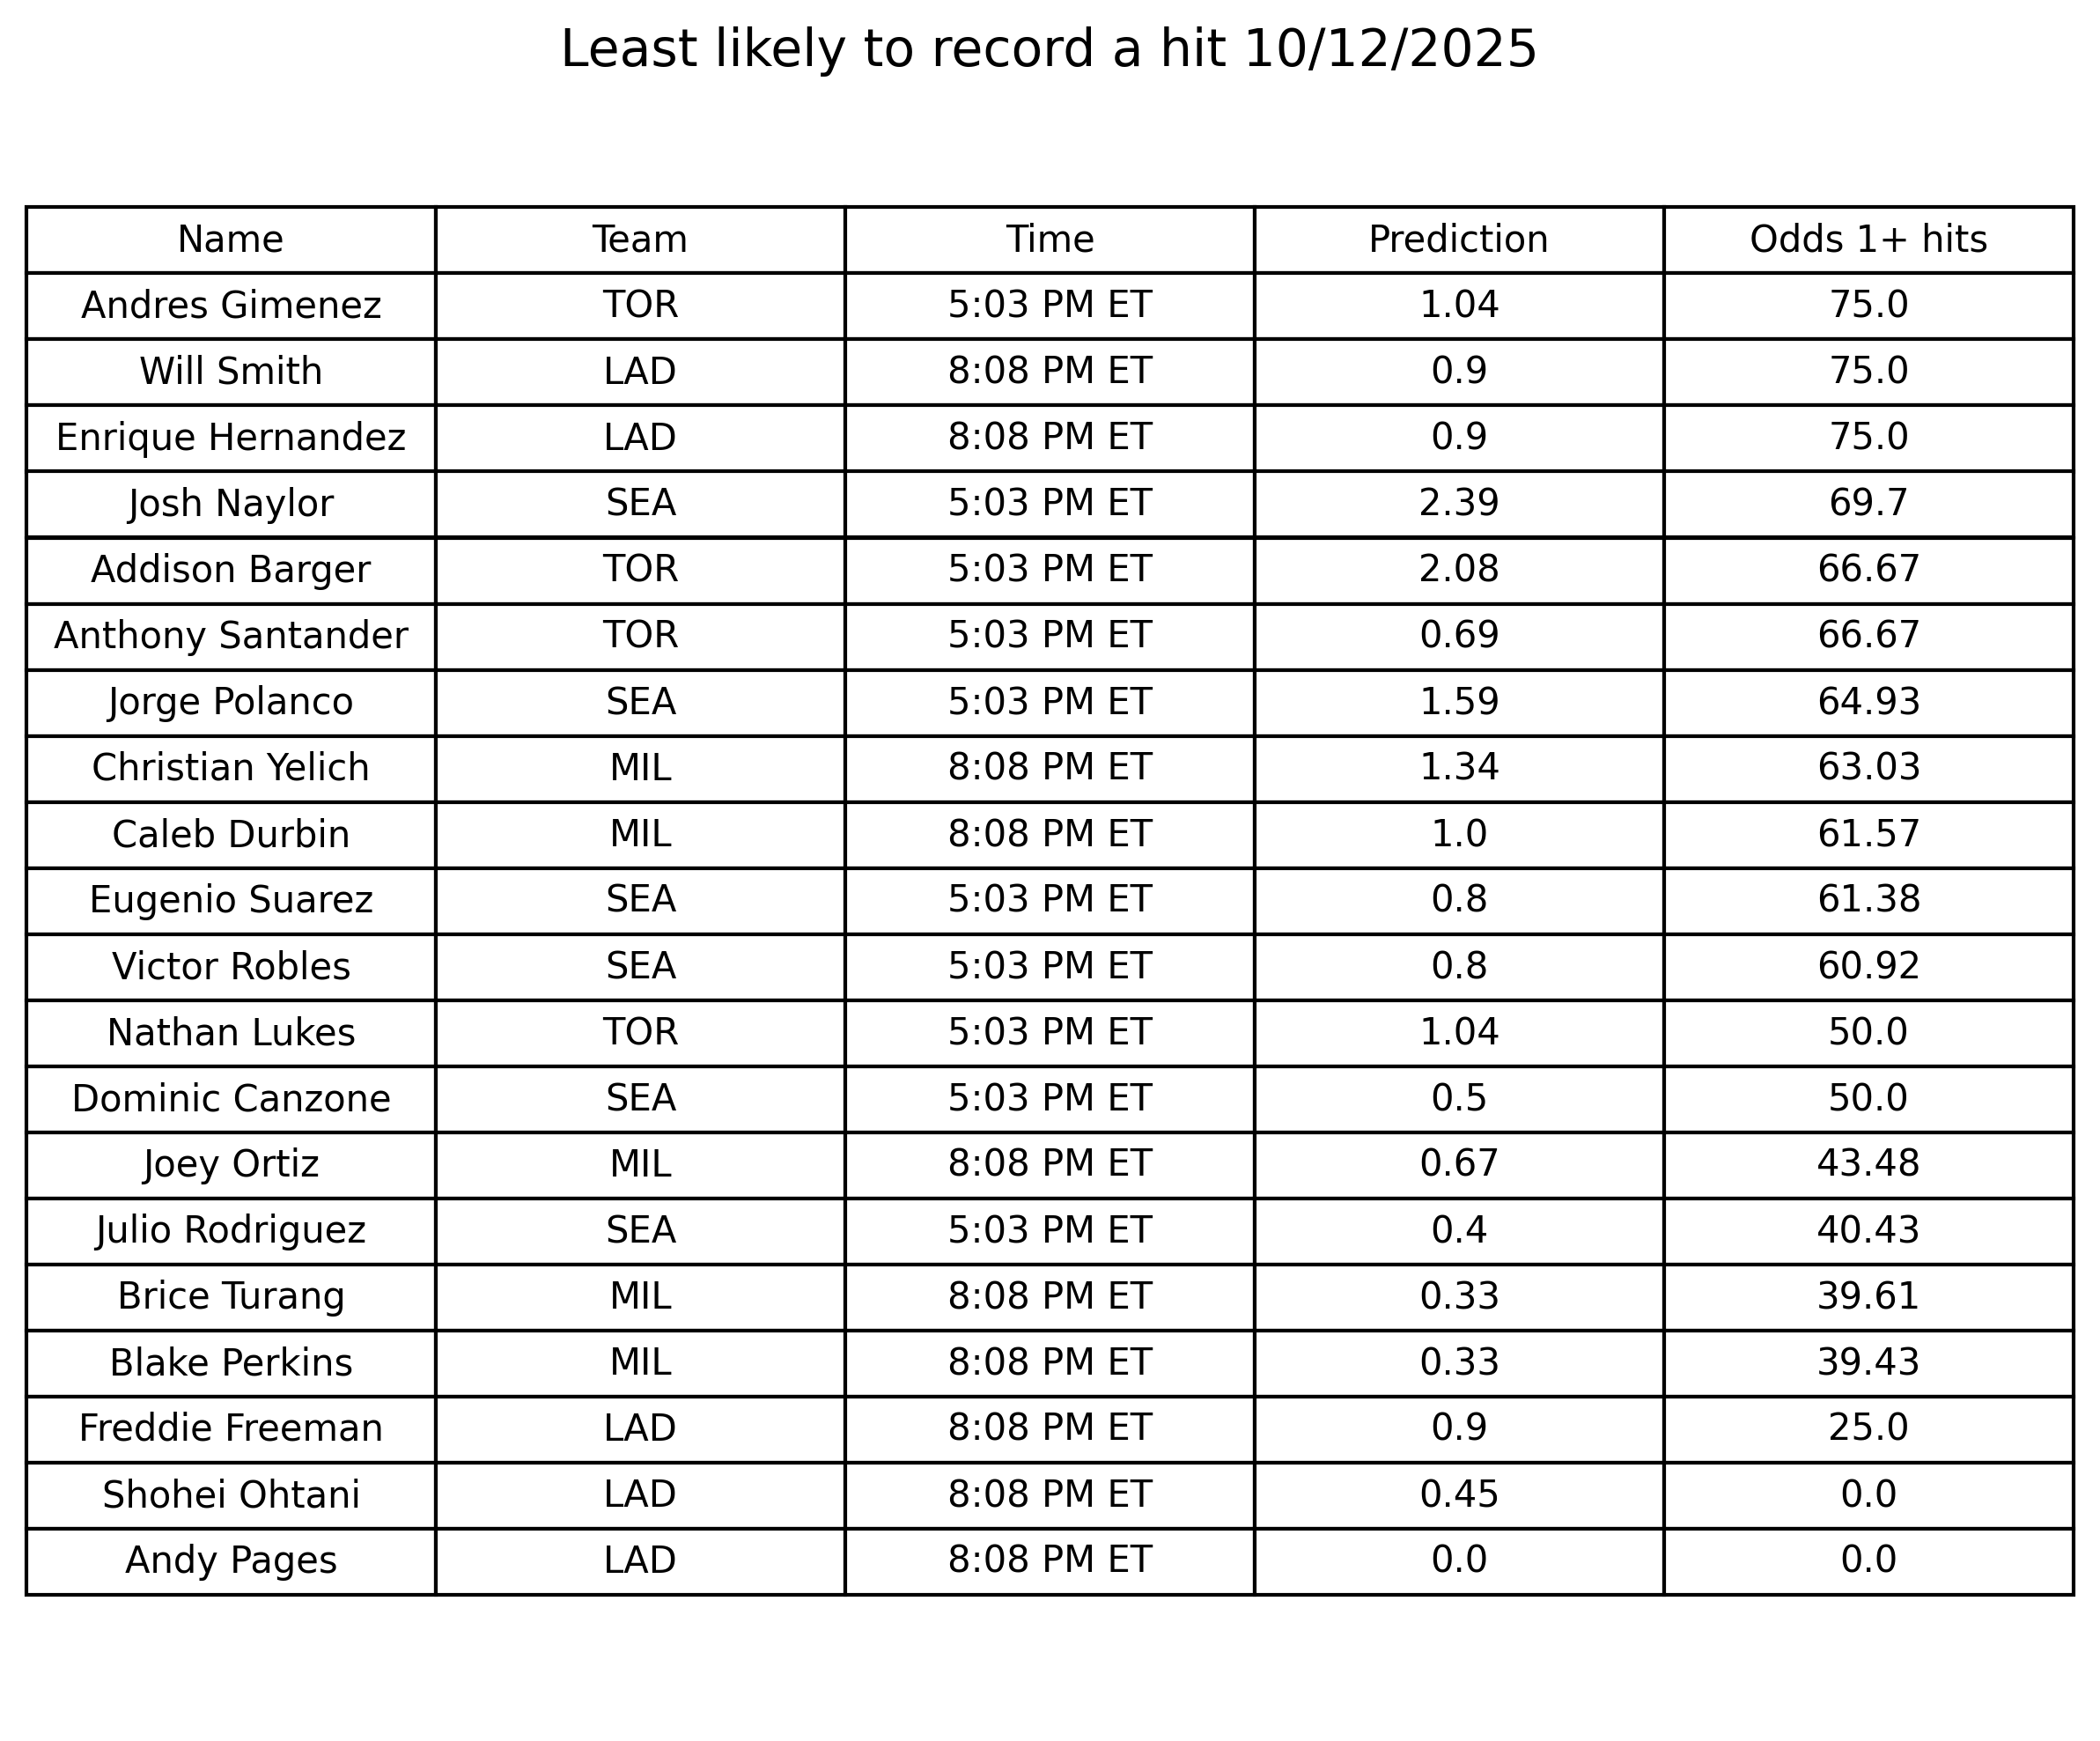 Least likely to record a hit 10/12/2025
Name Team Time Prediction Odds 1+ hits
Andres Gimenez TOR 5:03 PM ET 1.04 75.0
Will Smith LAD 8:08 PM ET 0.9 75.0
Enrique Hernandez LAD 8:08 PM ET 0.9 75.0
Josh Naylor SEA 5:03 PM ET 2.39 69.7
Addison Barger TOR 5:03 PM ET 2.08 66.67
Anthony Santander TOR 5:03 PM ET 0.69 66.67
Jorge Polanco SEA 5:03 PM ET 1.59 64.93
Christian Yelich MIL 8:08 PM ET 1.34 63.03
Caleb Durbin MIL 8:08 PM ET 1.0 61.57
Eugenio Suarez SEA 5:03 PM ET 0.8 61.38
Victor Robles SEA 5:03 PM ET 0.8 60.92
Nathan Lukes TOR 5:03 PM ET 1.04 50.0
Dominic Canzone SEA 5:03 PM ET 0.5 50.0
Joey Ortiz MIL 8:08 PM ET 0.67 43.48
Julio Rodriguez SEA 5:03 PM ET 0.4 40.43
Brice Turang MIL 8:08 PM ET 0.33 39.61
Blake Perkins MIL 8:08 PM ET 0.33 39.43
Freddie Freeman LAD 8:08 PM ET 0.9 25.0
Shohei Ohtani LAD 8:08 PM ET 0.45 0.0
Andy Pages LAD 8:08 PM ET 0.0 0.0